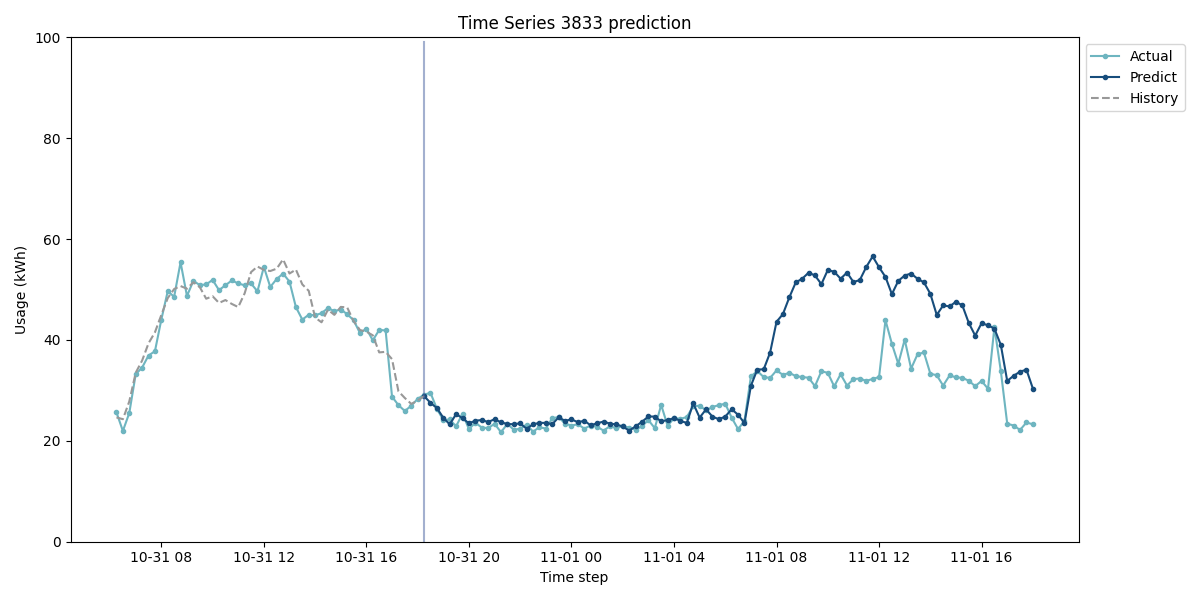 Time Series 3833 prediction
100
80
60
40
20
0
Usage (kWh)
10-31 08
10-31 12
10-31 16
10-31 20
11-01 00
11-01 04
11-01 08
11-01 12
11-01 16
Time step
Actual
Predict
History